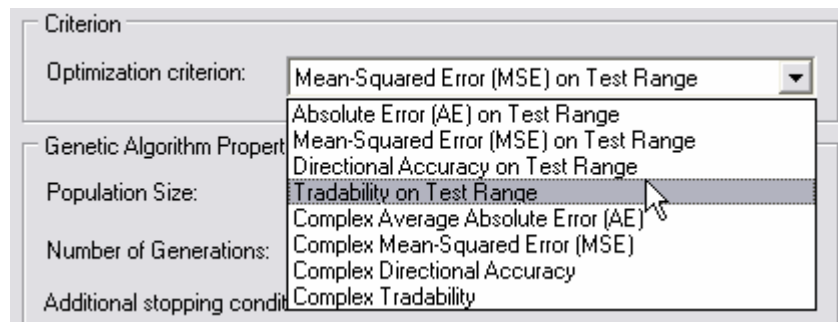 Criterion
Optimization criterion: Mean-Squared Error (MSE) on Test Range
Absolute Error (AE) on Test Range
Mean-Squared Error (MSE) on Test Range
Directional Accuracy on Test Range
Tradability on Test Range
Complex Average Absolute Error (AE)
Complex Mean-Squared Error (MSE)
Complex Directional Accuracy
Complex Tradability
Genetic Algorithm Propert
Population Size:
Number of Generations:
Additional stopping condit